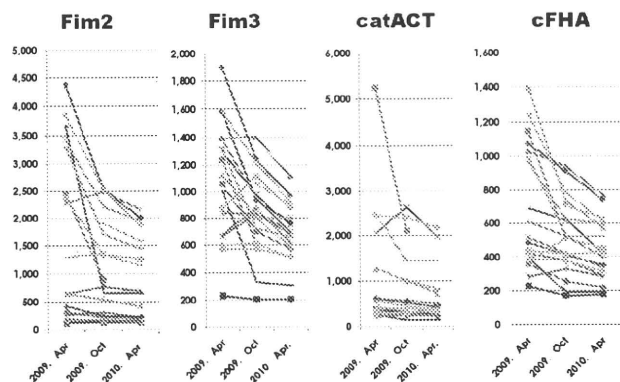 Fim2
Fim3
catACT
cFHA
5,000
4,500
4,000
3,500
3,000
2,500
2,000
1,500
1,000
500
0
2009. Apr
2009. Oct
2010. Apr.
2,000
1,800
1,600
1,400
1,200
1,000
800
600
400
200
0
2009. Apr
2009. Oct
2010. Apr.
6,000
5,000
4,000
3,000
2,000
1,000
0
2009. Apr
2009. Oct
2010. Apr.
1,600
1,400
1,200
1,000
800
600
400
200
0
2009. Apr
2009. Oct
2010. Apr.